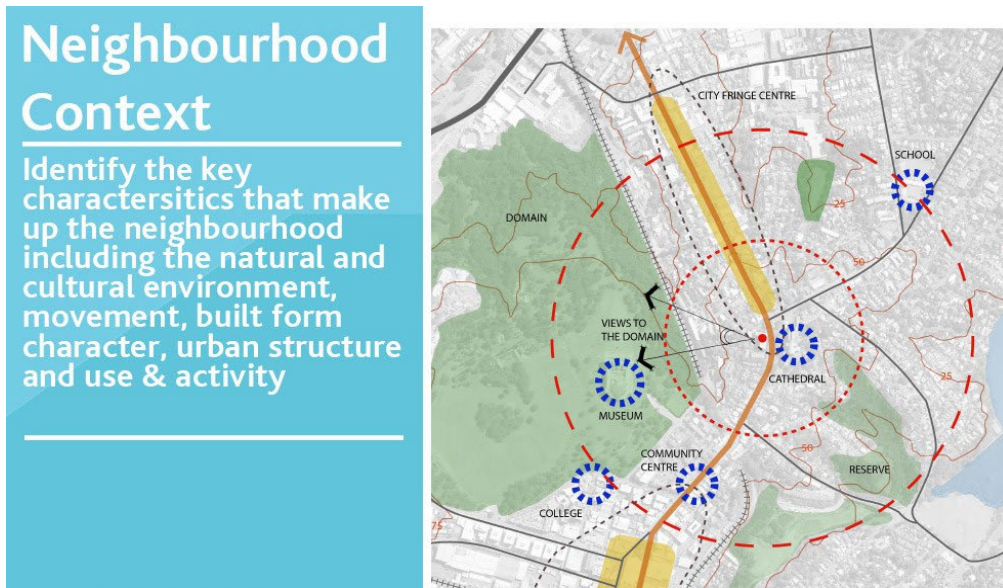 Neighbourhood
Context
Identify the key
charactersitics that make
up the neighbourhood
including the natural and
cultural environment,
movement, built form
character, urban structure
and use & activity
CITY FRINGE CENTRE
SCHOOL
25
DOMAIN
50
VIEWS TO
THE DOMAIN
CATHEDRAL
25
MUSEUM
50
COMMUNITY
CENTRE
RESERVE
COLLEGE
75